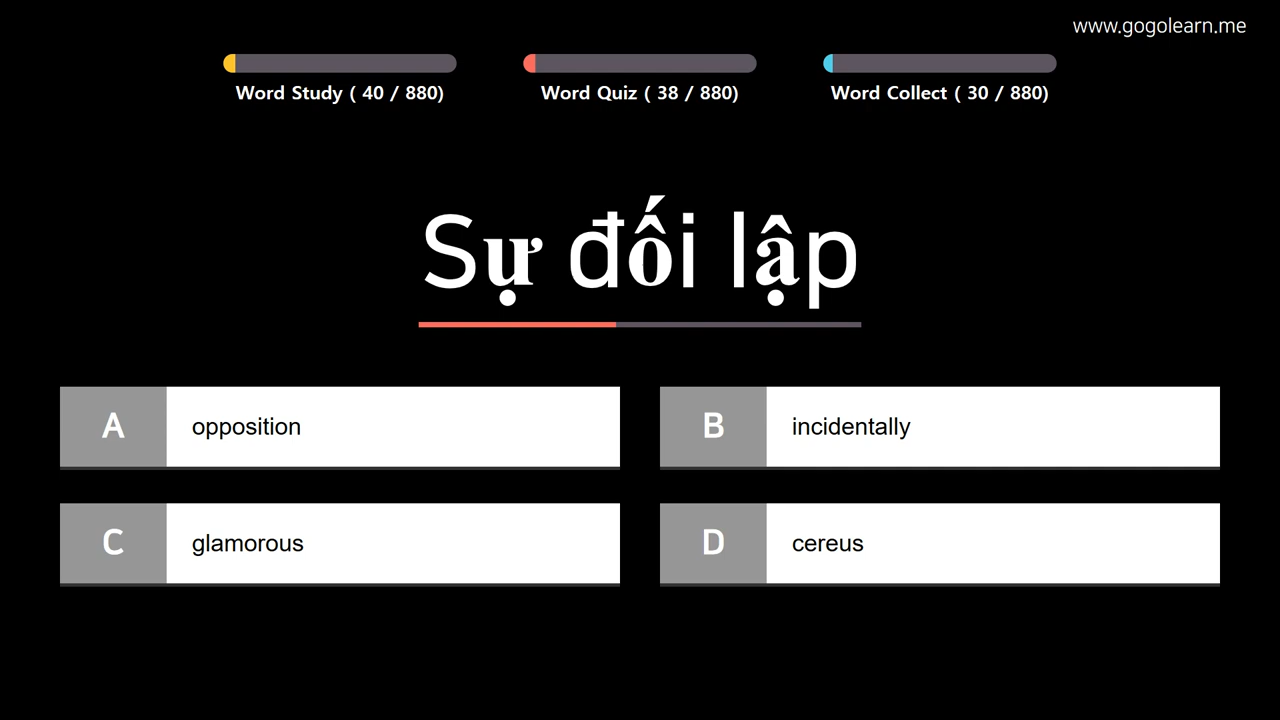 www.gogolearn.me
Word Study ( 40 / 880)
Word Quiz ( 38 / 880)
Word Collect ( 30 / 880)
Sự đối lập
A opposition
B incidentally
C glamorous
D cereus